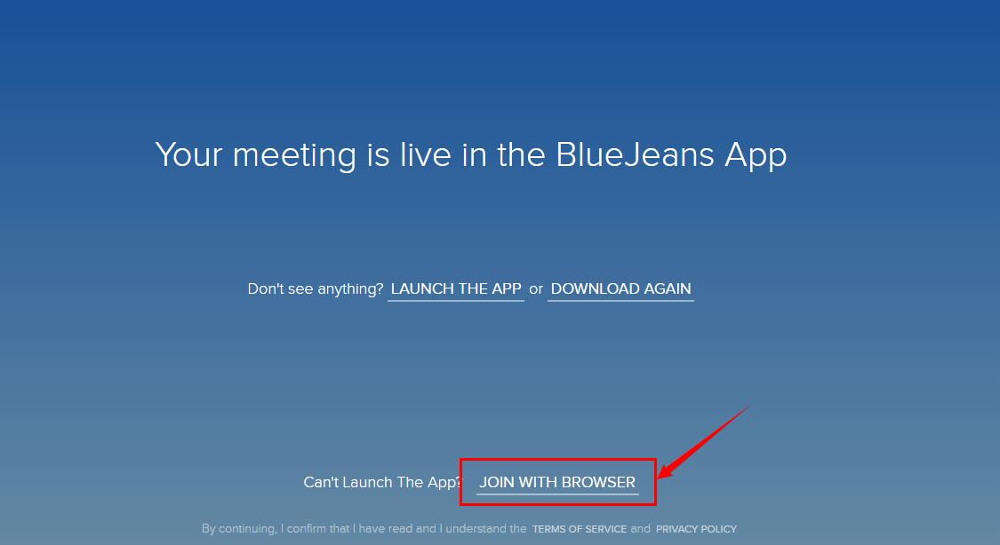 Your meeting is live in the BlueJeans App
Don't see anything? LAUNCH THE APP or DOWNLOAD AGAIN
Can't Launch The App? JOIN WITH BROWSER
By continuing, I confirm that I have read and I understand the TERMS OF SERVICE and PRIVACY POLICY